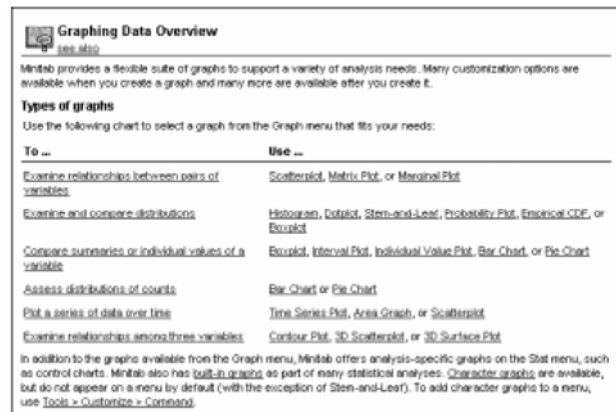 Graphing Data Overview
see also
Minitab provides a flexible suite of graphs to support a variety of analysis needs. Many customization options are
available when you create a graph and many more are available after you create it.
Types of graphs
Use the following chart to select a graph from the Graph menu that fits your needs:
To ... Use ...
Examine relationships between pairs of Scatterplot, Matrix Plot, or Marginal Plot
variables
Examine and compare distributions Histogram, Dotplot, Stem-and-Leaf, Probability Plot, Empirical CDF, or
Boxplot
Compare summaries or individual values of a Boxplot, Interval Plot, Individual Value Plot, Bar Chart, or Pie Chart
variable
Assess distributions of counts Bar Chart or Pie Chart
Plot a series of data over time Time Series Plot, Area Graph, or Scatterplot
Examine relationships among three variables Contour Plot, 3D Scatterplot, or 3D Surface Plot
In addition to the graphs available from the Graph menu, Minitab offers analysis-specific graphs on the Stat menu, such
as control charts. Minitab also has built-in graphs as part of many statistical analyses. Character graphs are available,
but do not appear on a menu by default (with the exception of Stem-and-Leaf). To add character graphs to a menu,
use Tools > Customize > Command.